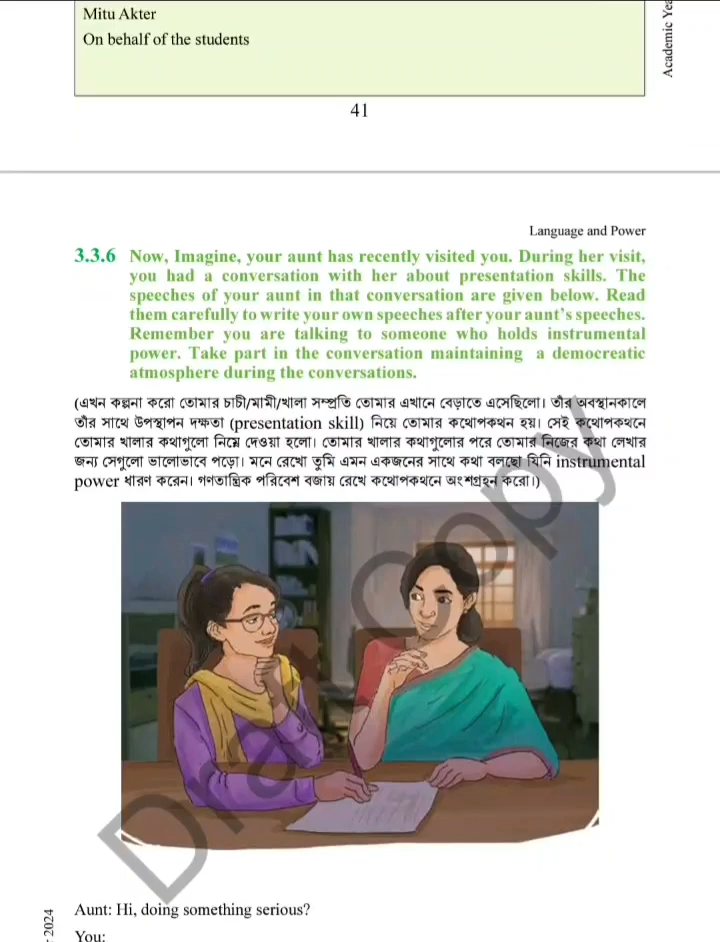 Mitu Akter
On behalf of the students
Academic Yea
41
Language and Power
3.3.6 Now, Imagine, your aunt has recently visited you. During her visit,
you had a conversation with her about presentation skills. The
speeches of your aunt in that conversation are given below. Read
them carefully to write your own speeches after your aunt's speeches.
Remember you are talking to someone who holds instrumental
power. Take part in the conversation maintaining a democreatic
atmosphere during the conversations.
(এখন কল্পনা করো তোমার চাচী/মামী/খালা সম্প্রতি তোমার এখানে বেড়াতে এসেছিলো। তাঁর অবস্থানকালে
তাঁর সাথে উপস্থাপন দক্ষতা (presentation skill) নিয়ে তোমার কথোপকথন হয়। সেই কথোপকথনে
তোমার খালার কথাগুলো নিম্নে দেওয়া হলো। তোমার খালার কথাগুলোর পরে তোমার নিজের কথা লেখার
জন্য সেগুলো ভালোভাবে পড়ো। মনে রেখো তুমি এমন একজনের সাথে কথা বলছো যিনি instrumental
power ধারণ করেন। গণতান্ত্রিক পরিবেশ বজায় রেখে কথোপকথনে অংশগ্রহন করো।)
Draft Copy
Aunt: Hi, doing something serious?
You:
2024